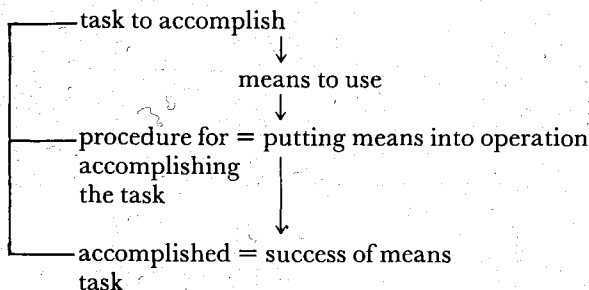 task to accomplish
means to use
procedure for = putting means into operation
accomplishing
the task
accomplished = success of means
task